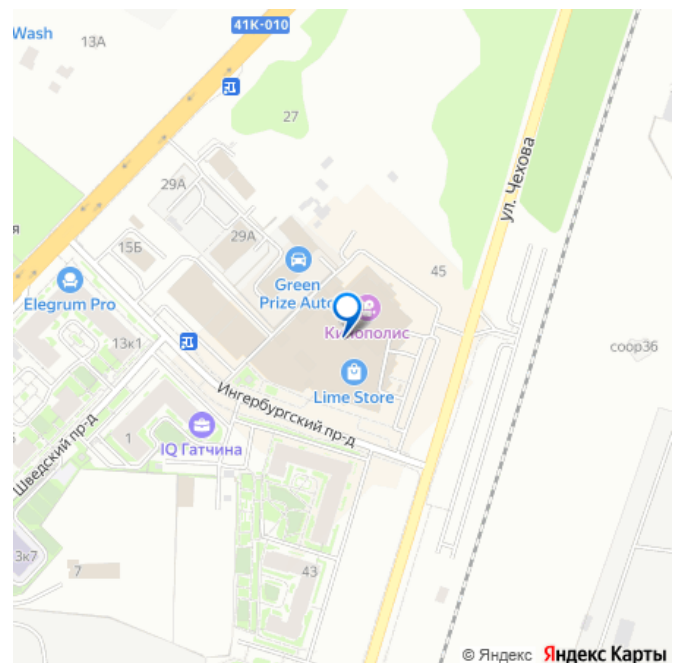 41К-010
Wash
13А
27
ул. Чехова
29А
я
29А
15Б
45
Green
Prize Auto
Elegrum Pro
Кинополис
13к1
соор36
Lime Store
Ингербургский пр-д
1
IQ Гатчина
Шведский пр-д
3к7
7
43
© Яндекс Яндекс Карты